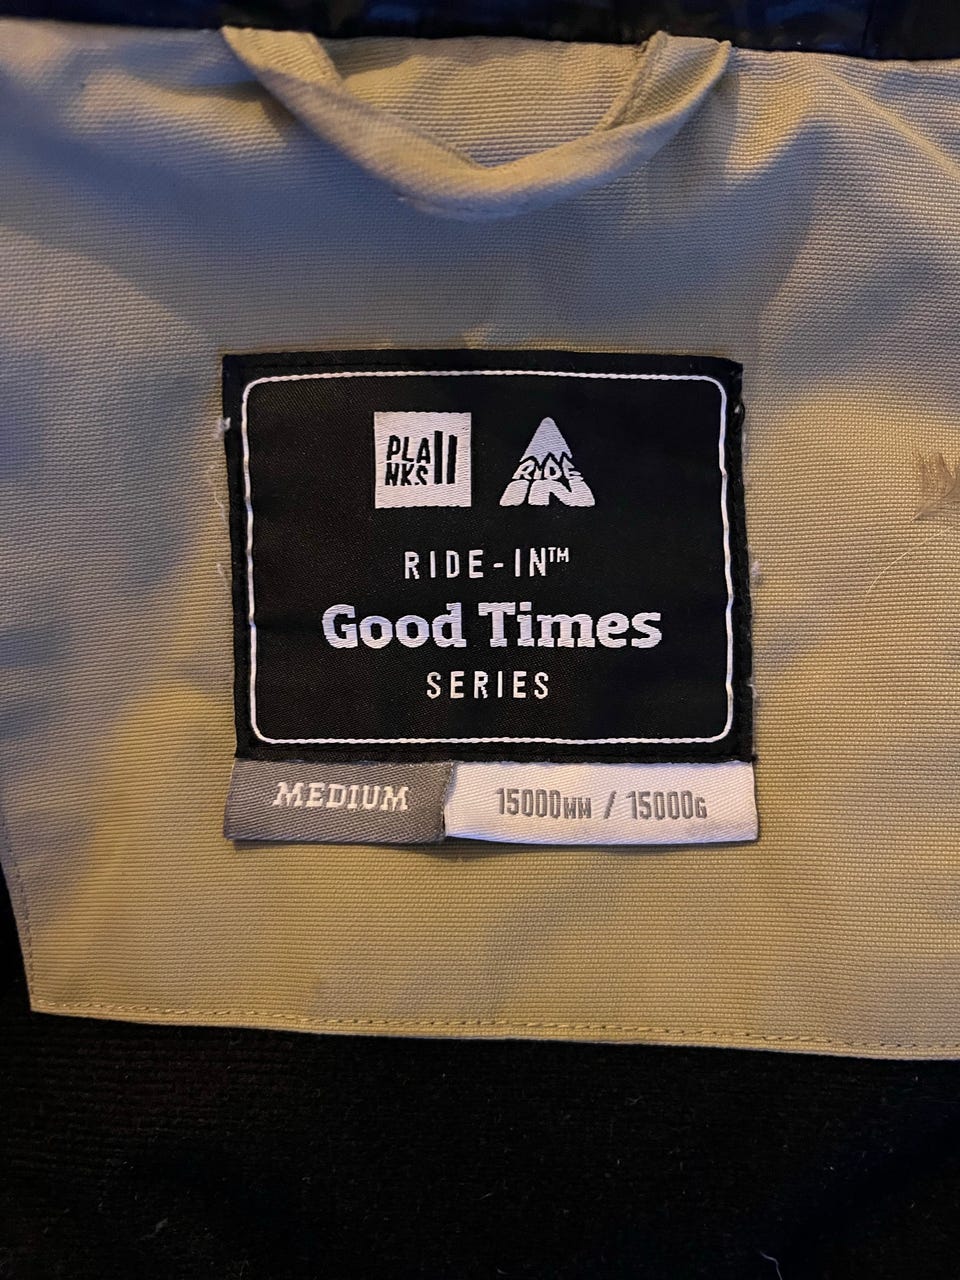 PLA
NKS
RIDE
IN
RIDE-IN™
Good Times
SERIES
MEDIUM
15000MM / 15000G